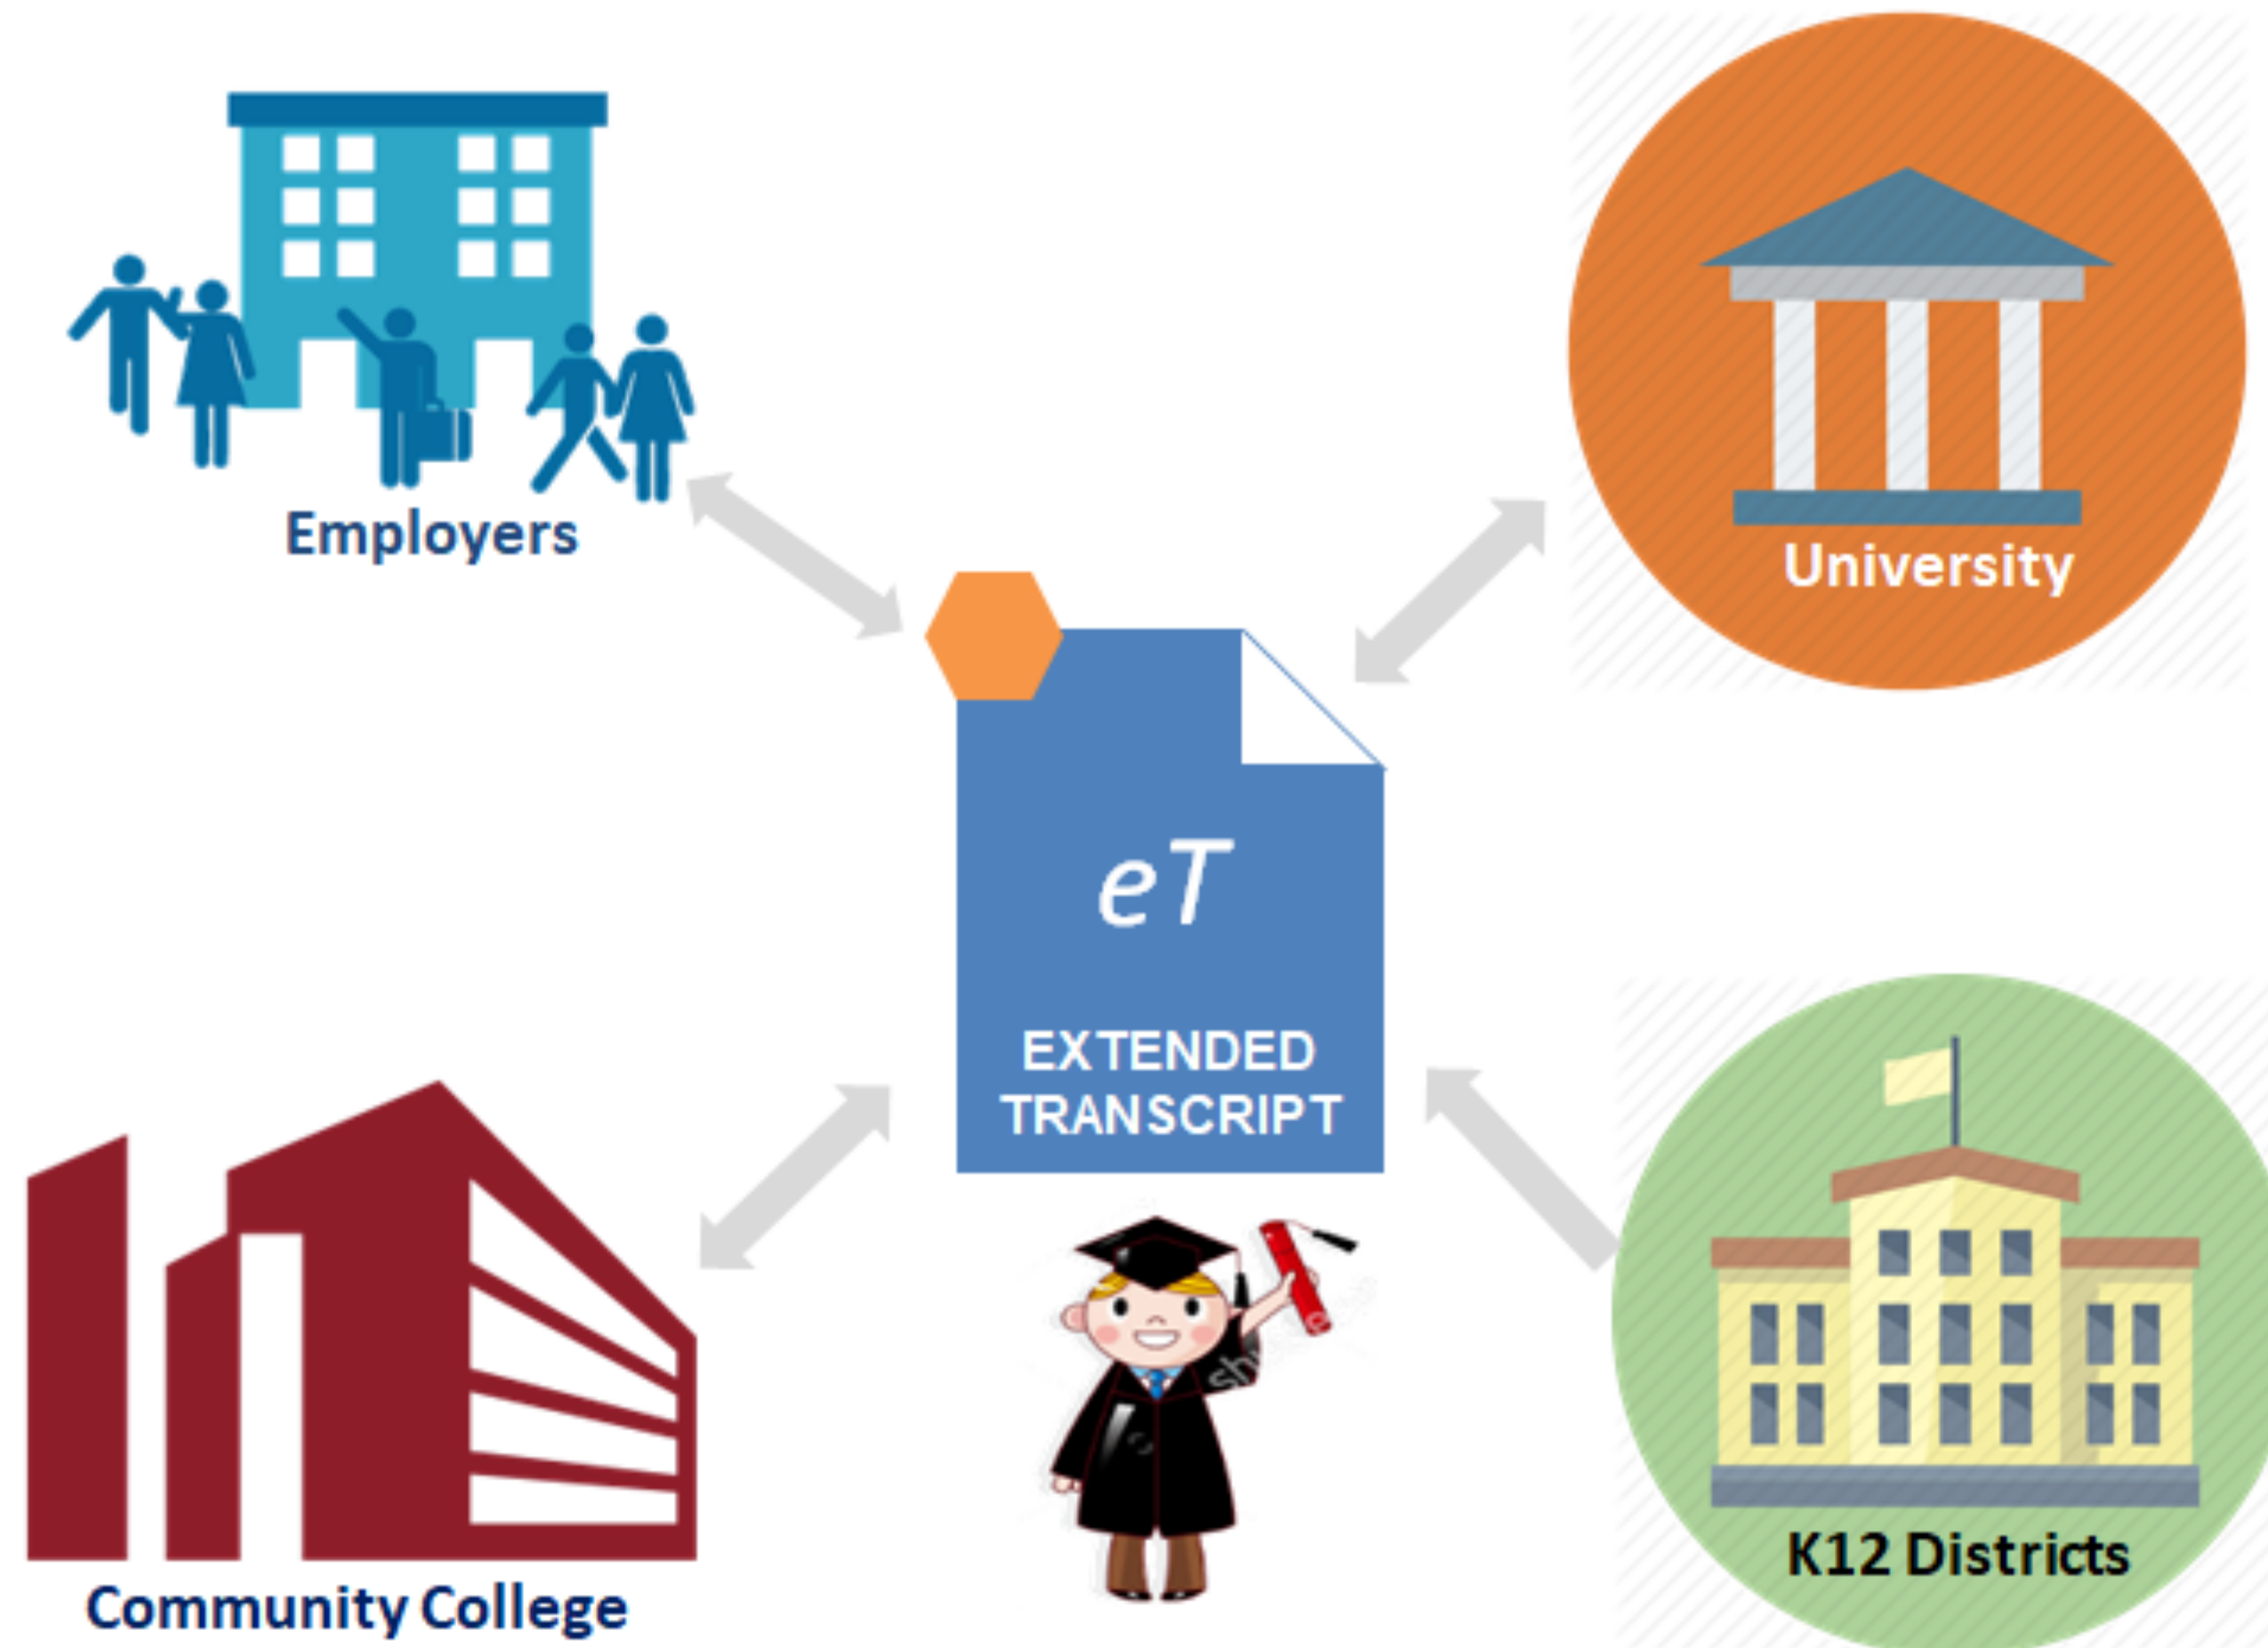 Employers
University
eT
EXTENDED
TRANSCRIPT
Community College
K12 Districts